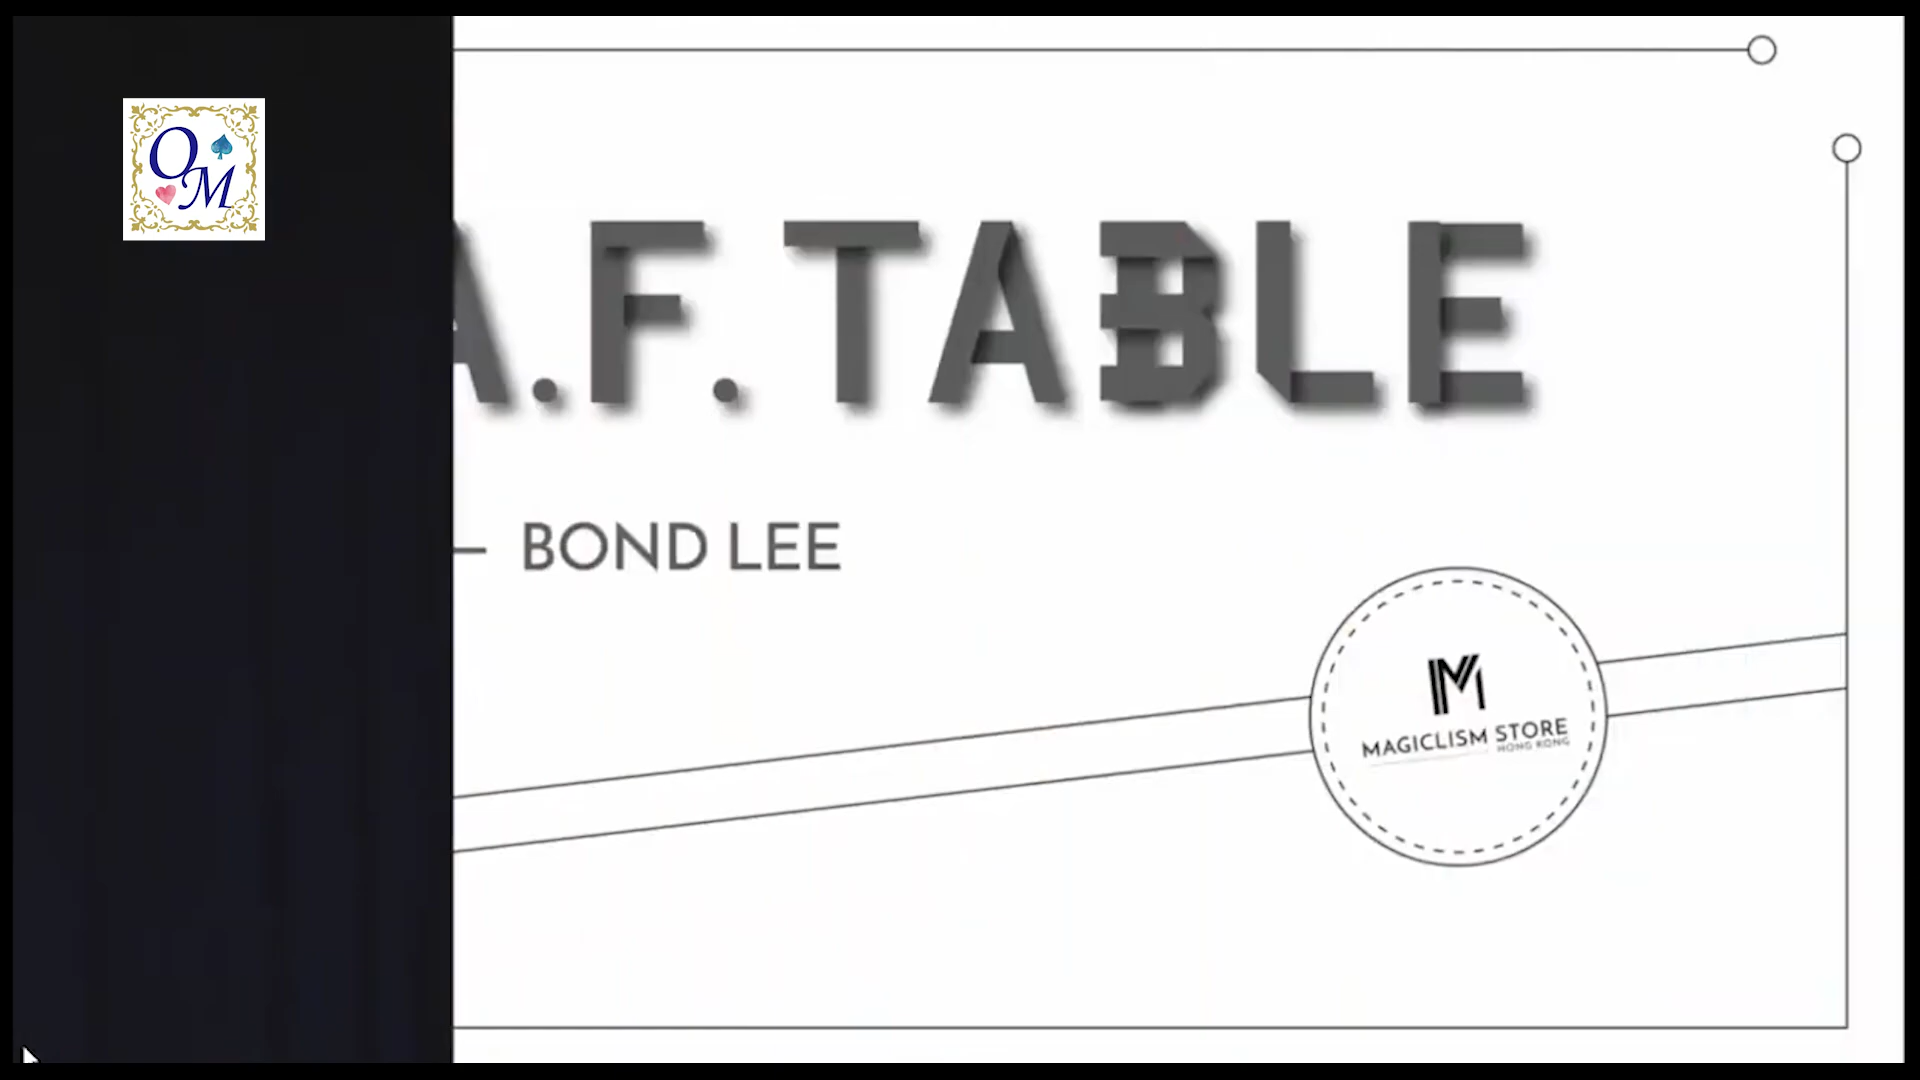 OM
A.F. TABLE
– BOND LEE
M
MAGICLISM STORE
HONG KONG